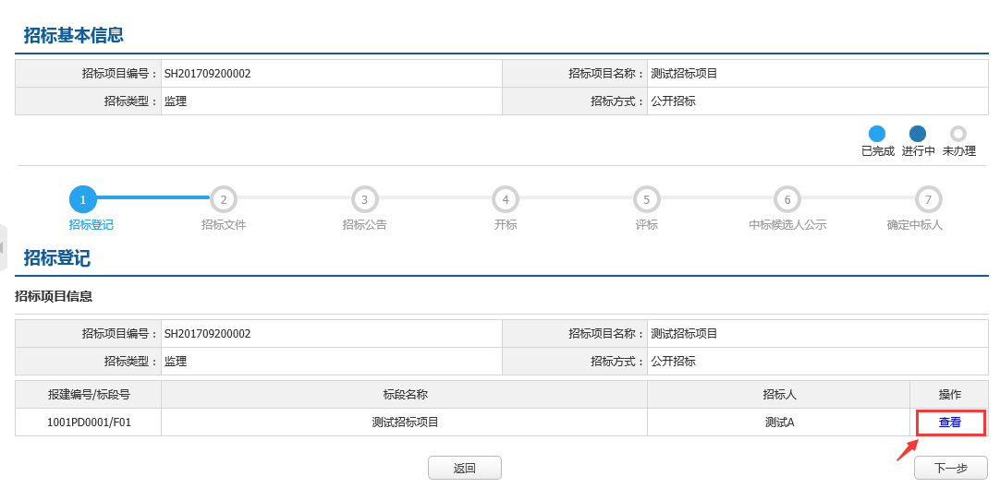 招标基本信息
招标项目编号： SH201709200002 招标项目名称： 测试招标项目
招标类型： 监理 招标方式： 公开招标
已完成 进行中 未办理
1 2 3 4 5 6 7
招标登记 招标文件 招标公告 开标 评标 中标候选人公示 确定中标人
招标登记
招标项目信息
招标项目编号： SH201709200002 招标项目名称： 测试招标项目
招标类型： 监理 招标方式： 公开招标
报建编号/标段号 标段名称 招标人 操作
1001PD0001/F01 测试招标项目 测试A 查看
返回 下一步